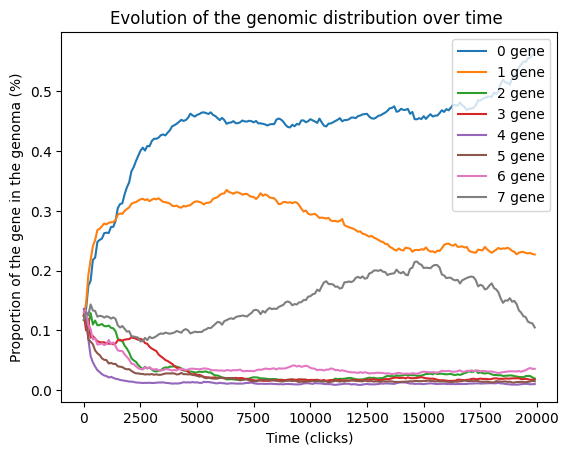 Evolution of the genomic distribution over time
Proportion of the gene in the genoma (%)
0.5
0.4
0.3
0.2
0.1
0.0
0 gene
1 gene
2 gene
3 gene
4 gene
5 gene
6 gene
7 gene
0 2500 5000 7500 10000 12500 15000 17500 20000
Time (clicks)